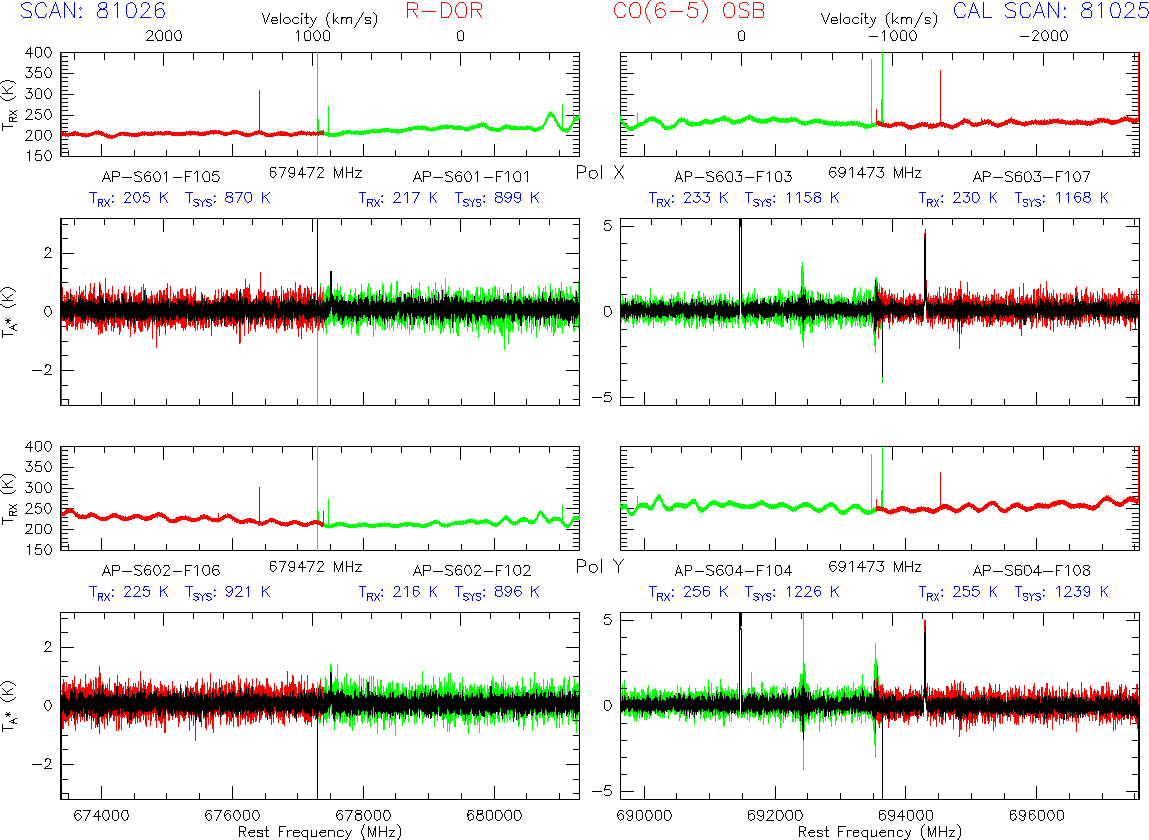 SCAN: 81026 Velocity (km/s) R-DOR CO(6-5) OSB Velocity (km/s) CAL SCAN: 81025
2000 1000 0 0 -1000 -2000
400
350
300
250
200
150
TRX (K)
AP-S601-F105 679472 MHz AP-S601-F101 Pol X AP-S603-F103 691473 MHz AP-S603-F107
TRX: 205 K TSYS: 870 K TRX: 217 K TSYS: 899 K TRX: 233 K TSYS: 1158 K TRX: 230 K TSYS: 1168 K
2
0
-2
TA* (K)
5
0
-5
400
350
300
250
200
150
TRX (K)
AP-S602-F106 679472 MHz AP-S602-F102 Pol Y AP-S604-F104 691473 MHz AP-S604-F108
TRX: 225 K TSYS: 921 K TRX: 216 K TSYS: 896 K TRX: 256 K TSYS: 1226 K TRX: 255 K TSYS: 1239 K
2
0
-2
TA* (K)
5
0
-5
674000 676000 678000 680000 690000 692000 694000 696000
Rest Frequency (MHz) Rest Frequency (MHz)